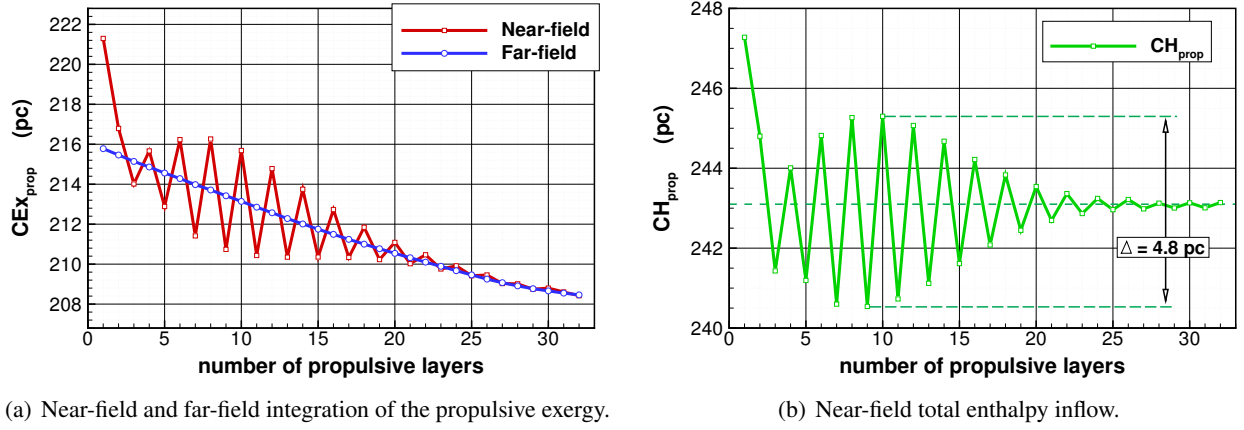 222
220
218
216
214
212
210
208
0 5 10 15 20 25 30
CEx_prop (pc)
number of propulsive layers
Near-field
Far-field
(a) Near-field and far-field integration of the propulsive exergy.
248
246
244
242
240
0 5 10 15 20 25 30
CH_prop (pc)
number of propulsive layers
CH_prop
Δ = 4.8 pc
(b) Near-field total enthalpy inflow.